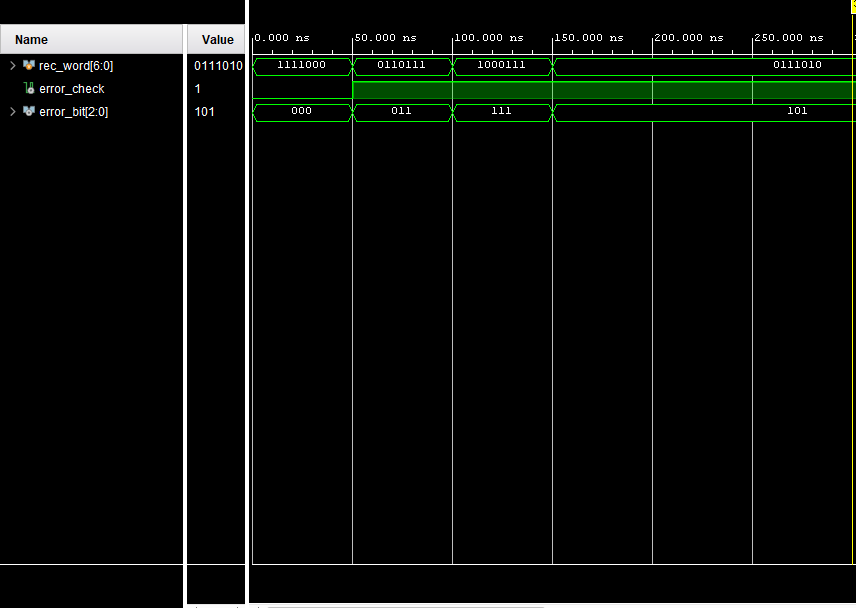 Name Value 0.000 ns 50.000 ns 100.000 ns 150.000 ns 200.000 ns 250.000 ns
rec_word[6:0] 0111010 1111000 0110111 1000111 0111010
error_check 1
error_bit[2:0] 101 000 011 111 101